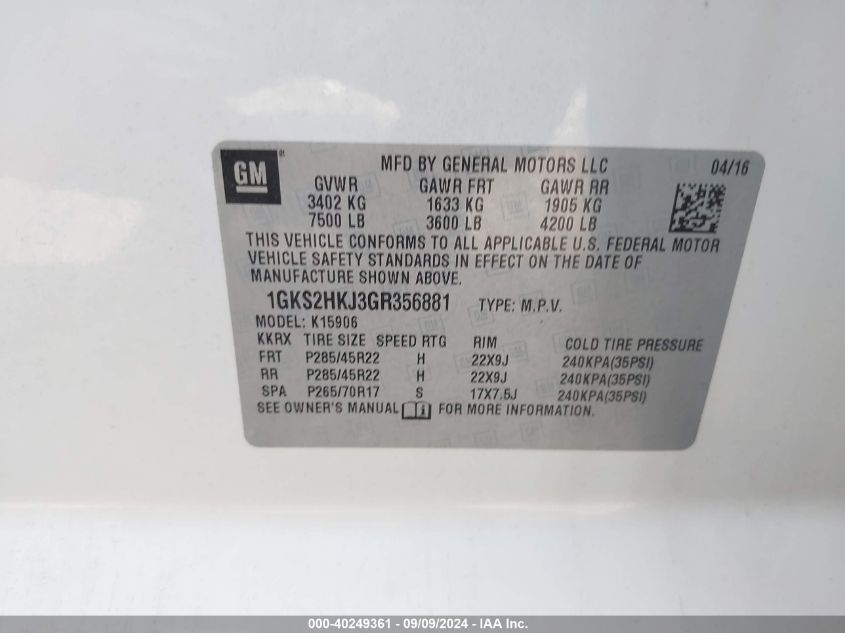 GM
MFD BY GENERAL MOTORS LLC 04/16
GVWR GAWR FRT GAWR RR
3402 KG 1633 KG 1905 KG
7500 LB 3600 LB 4200 LB
THIS VEHICLE CONFORMS TO ALL APPLICABLE U.S. FEDERAL MOTOR
VEHICLE SAFETY STANDARDS IN EFFECT ON THE DATE OF
MANUFACTURE SHOWN ABOVE.
1GKS2HKJ3GR356881 TYPE: M.P.V.
MODEL: K15906
KKRX TIRE SIZE SPEED RTG RIM COLD TIRE PRESSURE
FRT P285/45R22 H 22X9J 240KPA(35PSI)
RR P285/45R22 H 22X9J 240KPA(35PSI)
SPA P265/70R17 S 17X7.5J 240KPA(35PSI)
SEE OWNER'S MANUAL FOR MORE INFORMATION.
000-40249361 - 09/09/2024 - IAA Inc.